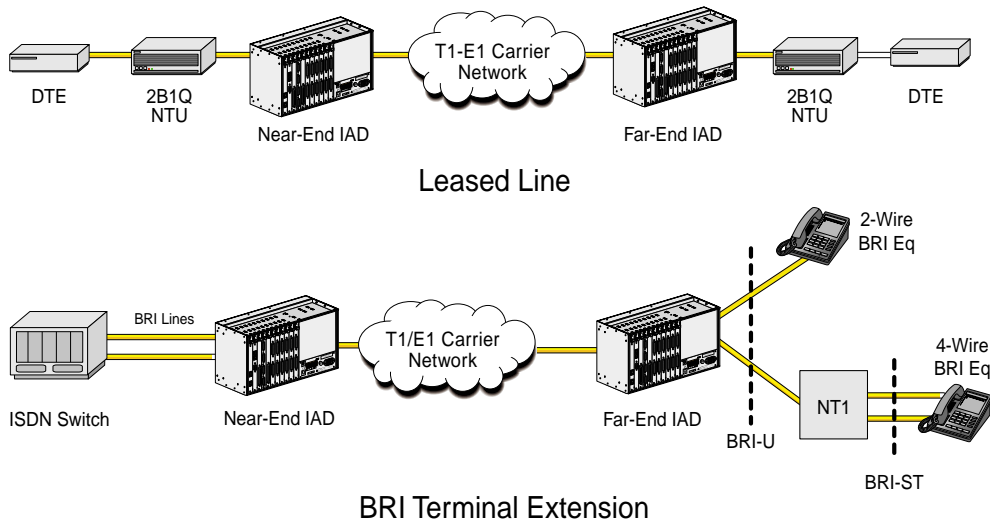 T1-E1 Carrier
Network
DTE
2B1Q
NTU
Near-End IAD
Far-End IAD
2B1Q
NTU
DTE
Leased Line
2-Wire
BRI Eq
BRI Lines
T1/E1 Carrier
Network
4-Wire
BRI Eq
NT1
ISDN Switch
Near-End IAD
Far-End IAD
BRI-U
BRI-ST
BRI Terminal Extension